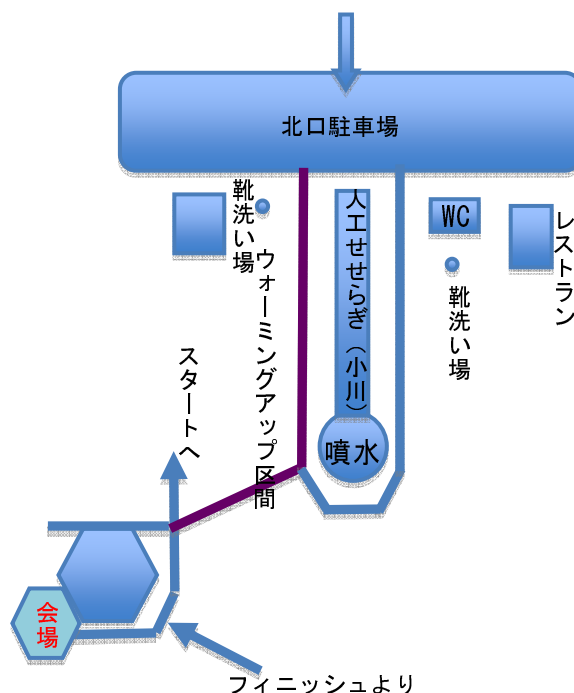 北口駐車場
靴洗い場
ウォーミングアップ区間
人工せせらぎ（小川）
WC
靴洗い場
レストラン
スタートへ
噴水
会場
フィニッシュより